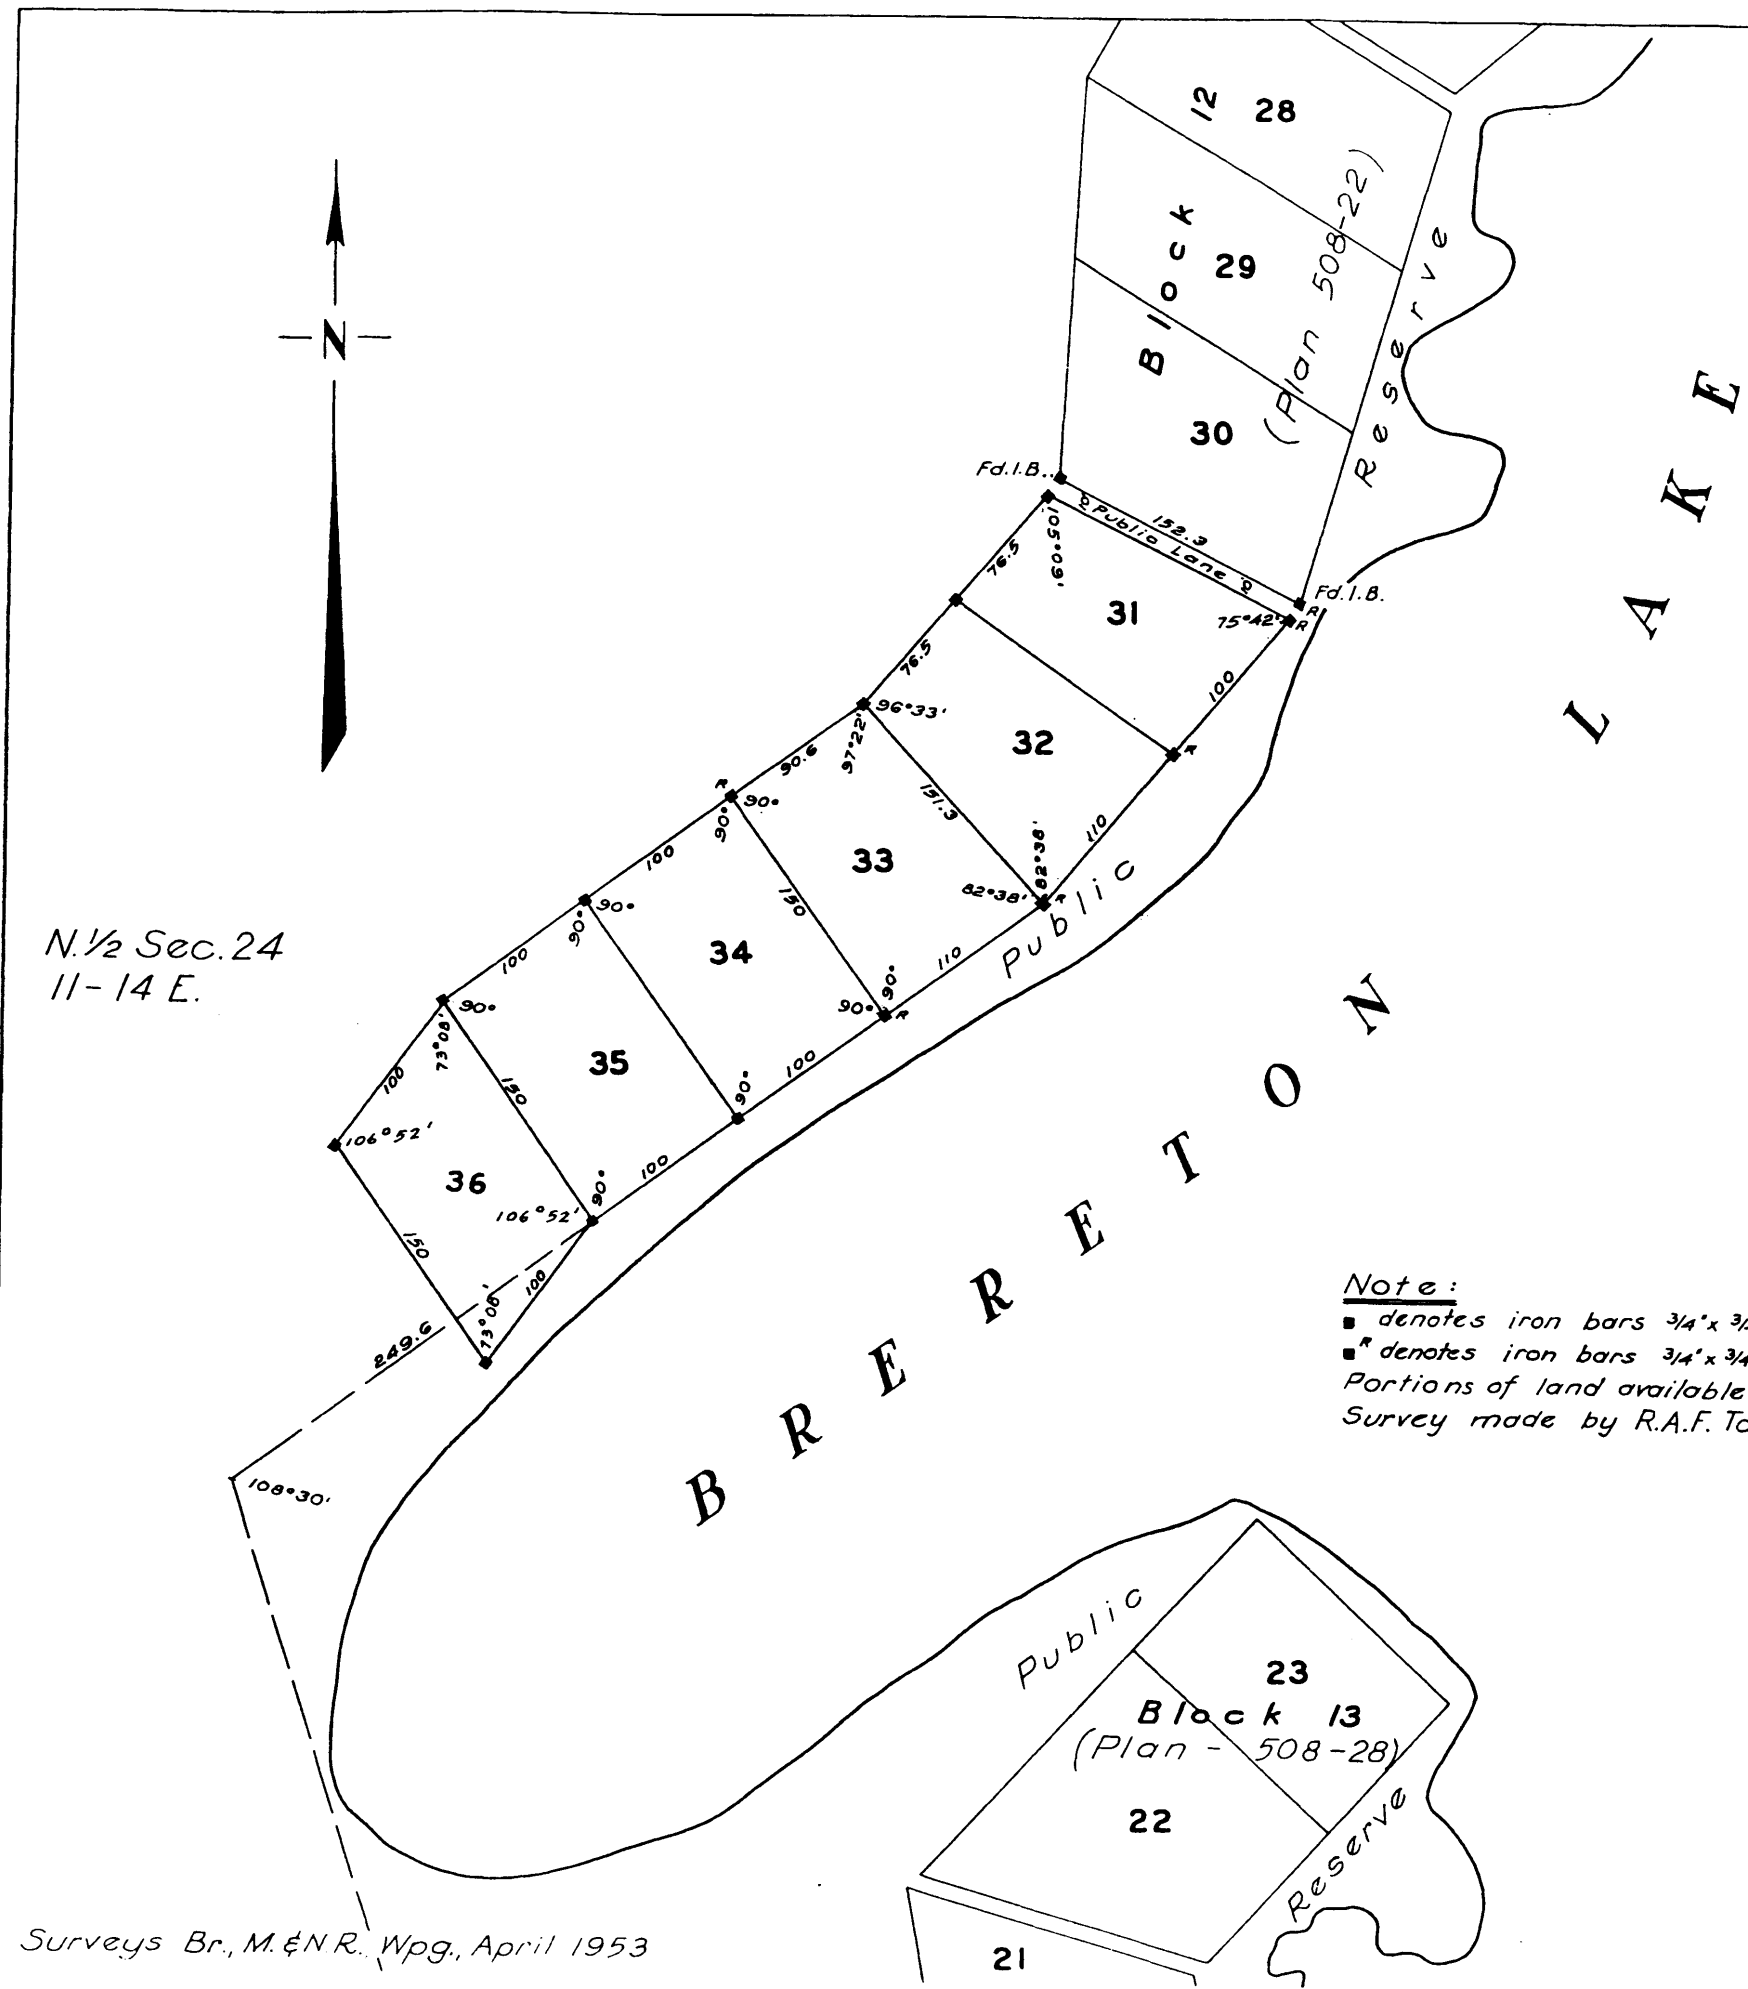 N
12
28
Block
29
(Plan 508-22)
30
Reserve
LAKE
Fd.I.B.
152.3
Public Lane
105°09'
76.5
31
Fd.I.B.
R
75°42'
R
76.5
32
100
96°33'
97°22'
R
90.6
R
90°
90°
151.3
82°38'
110
100
33
82°38'
R
Public
90°
90°
150
34
110
90°
90°
R
N.½ Sec. 24
11-14 E.
100
90°
73°08'
35
100
90°
100
150
106°52'
36
100
90°
106°52'
150
100
73°08'
249.6
108°30'
BRERETON
Note:
denotes iron bars ¾"x
R denotes iron bars ¾"x
Portions of land available
Survey made by R.A.F.
Public
23
Block 13
(Plan - 508-28)
22
Reserve
21
Surveys Br., M.&N.R. Wpg., April 1953